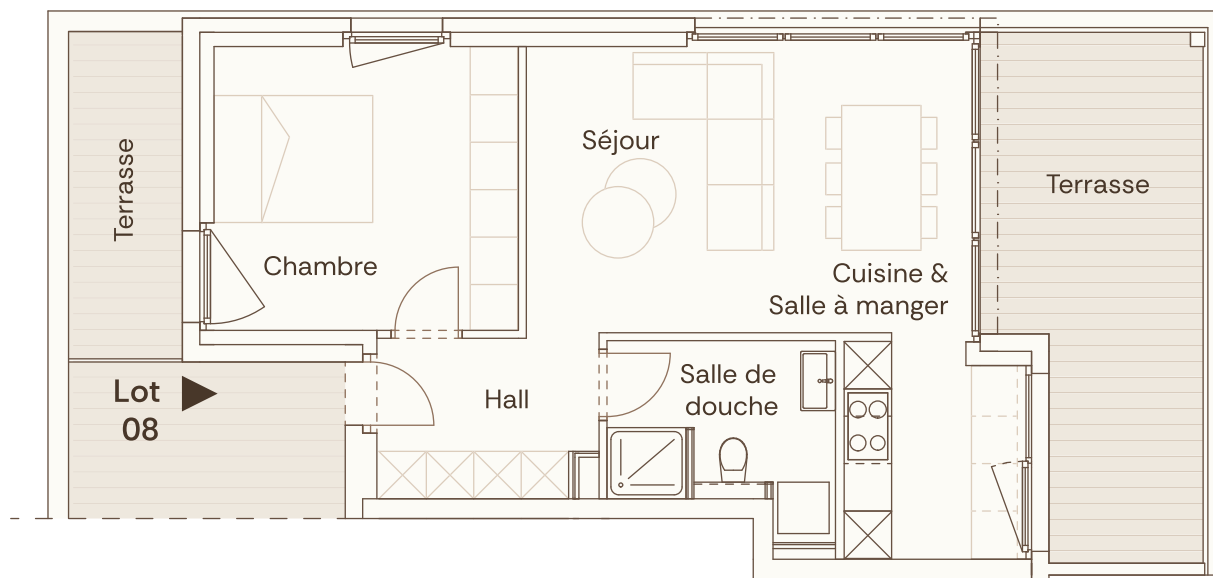 Terrasse
Séjour
Terrasse
Chambre
Cuisine &
Salle à manger
Lot
08
Hall
Salle de
douche